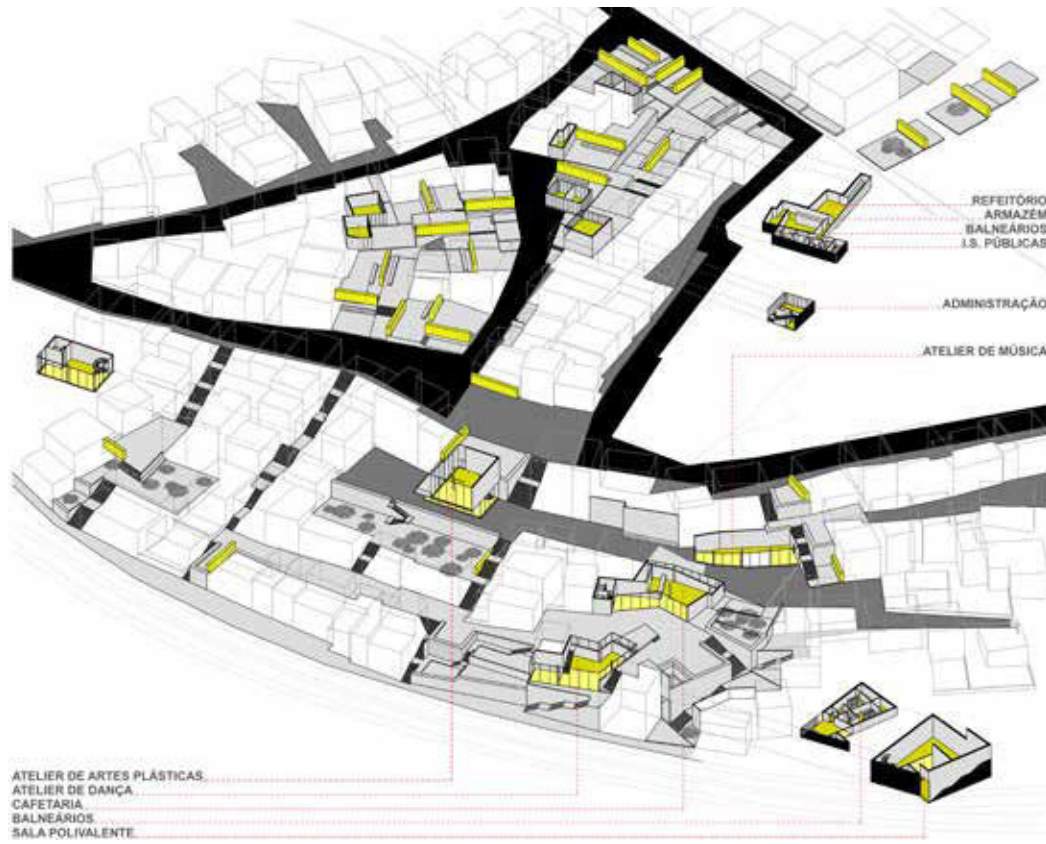 REFEITÓRIO
ARMAZÉM
BALNEÁRIOS
I.S. PÚBLICAS
ADMINISTRAÇÃO
ATELIER DE MÚSICA
ATELIER DE ARTES PLÁSTICAS
ATELIER DE DANÇA
CAFETARIA
BALNEÁRIOS
SALA POLIVALENTE